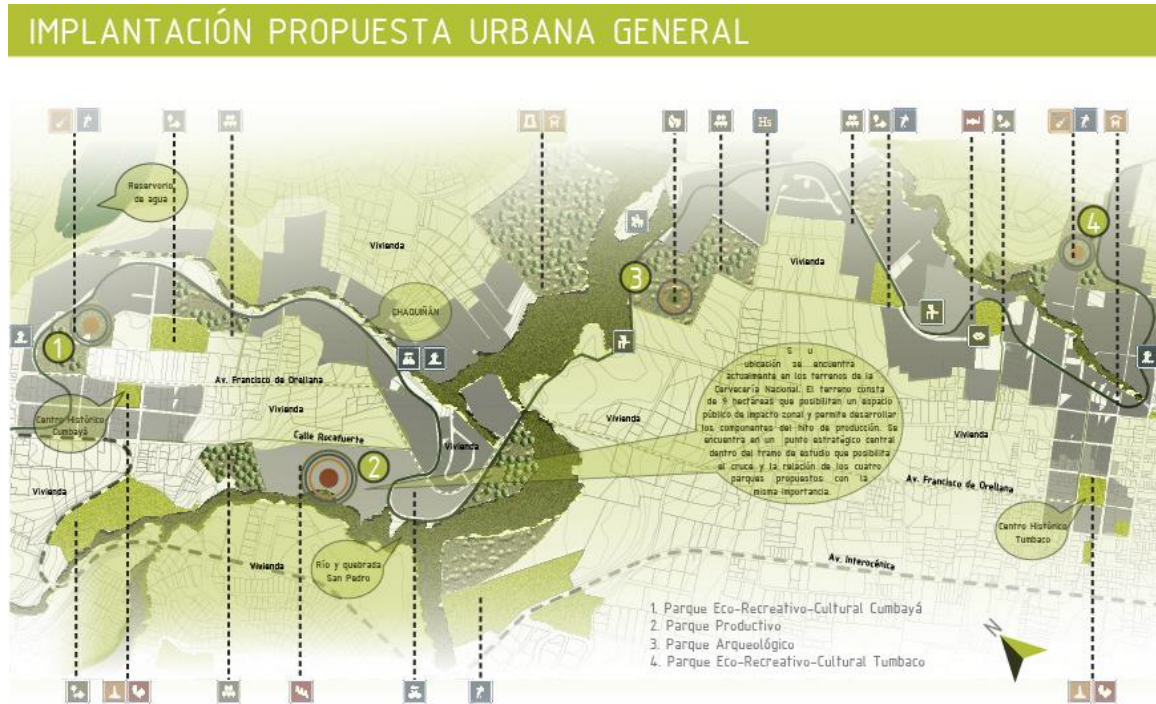 IMPLANTACIÓN PROPUESTA URBANA GENERAL
Hs
Reservorio
de agua
Vivienda
4
Vivienda
3
CHAQUIÑÁN
1
Av. Francisco de Orellana
Centro Histórico
Cumbayá
Vivienda
Calle Rocafuerte
Vivienda
2
S u
ubicación se encuentra
actualmente en los terrenos de la
Cervecería Nacional. El terreno consta
de 9 hectáreas que posibilitan un espacio
público de impacto zonal y permite desarrollar
los componentes del hito de producción. Se
encuentra en un punto estratégico central
dentro del tramo de estudio que posibilita
el cruce y la relación de los cuatro
parques propuestos con la
misma importancia.
Vivienda
Vivienda
Vivienda
Av. Francisco de Orellana
Centro Histórico
Tumbaco
Vivienda
Río y quebrada
San Pedro
Av. Interocénica
1. Parque Eco-Recreativo-Cultural Cumbayá
2. Parque Productivo
3. Parque Arqueológico
4. Parque Eco-Recreativo-Cultural Tumbaco
N